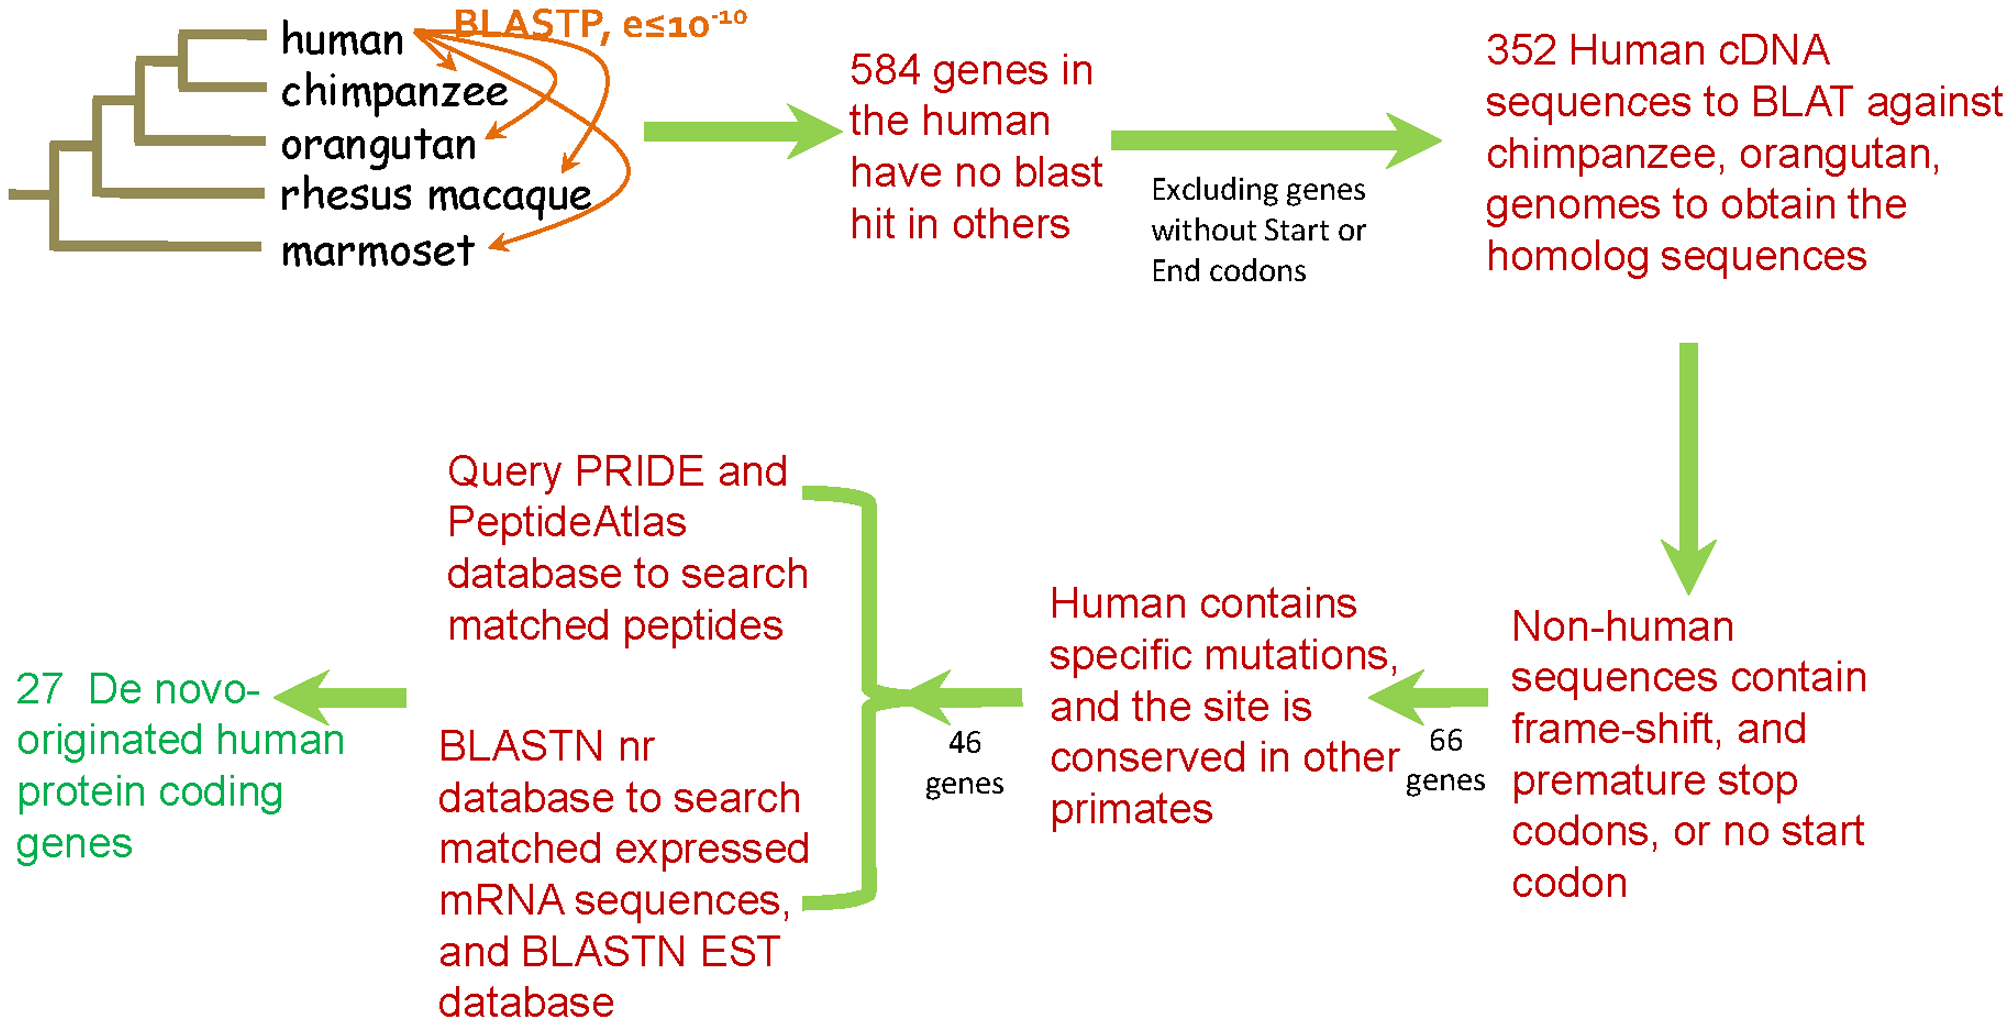 human
BLASTP, e≤10⁻¹⁰
chimpanzee
orangutan
rhesus macaque
marmoset
584 genes in
the human
have no blast
hit in others
Excluding genes
without Start or
End codons
352 Human cDNA
sequences to BLAT against
chimpanzee, orangutan,
genomes to obtain the
homolog sequences
Non-human
sequences contain
frame-shift, and
premature stop
codons, or no start
codon
66
genes
Human contains
specific mutations,
and the site is
conserved in other
primates
46
genes
Query PRIDE and
PeptideAtlas
database to search
matched peptides
BLASTN nr
database to search
matched expressed
mRNA sequences,
and BLASTN EST
database
27 De novo-
originated human
protein coding
genes